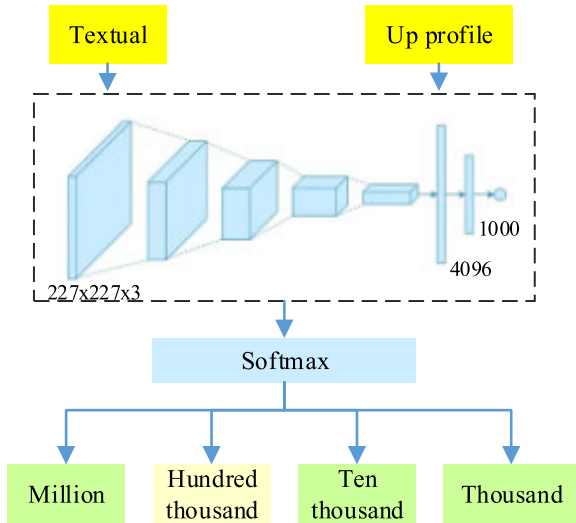 Textual
Up profile
1000
4096
227x227x3
Softmax
Million
Hundred
thousand
Ten
thousand
Thousand